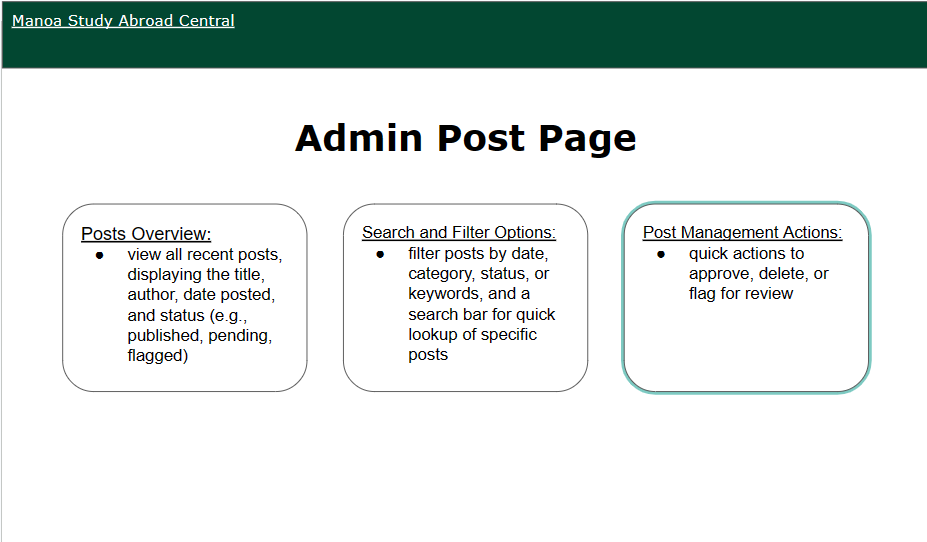 Manoa Study Abroad Central
Admin Post Page
Posts Overview:
● view all recent posts,
displaying the title,
author, date posted,
and status (e.g.,
published, pending,
flagged)
Search and Filter Options:
● filter posts by date,
category, status, or
keywords, and a
search bar for quick
lookup of specific
posts
Post Management Actions:
● quick actions to
approve, delete, or
flag for review